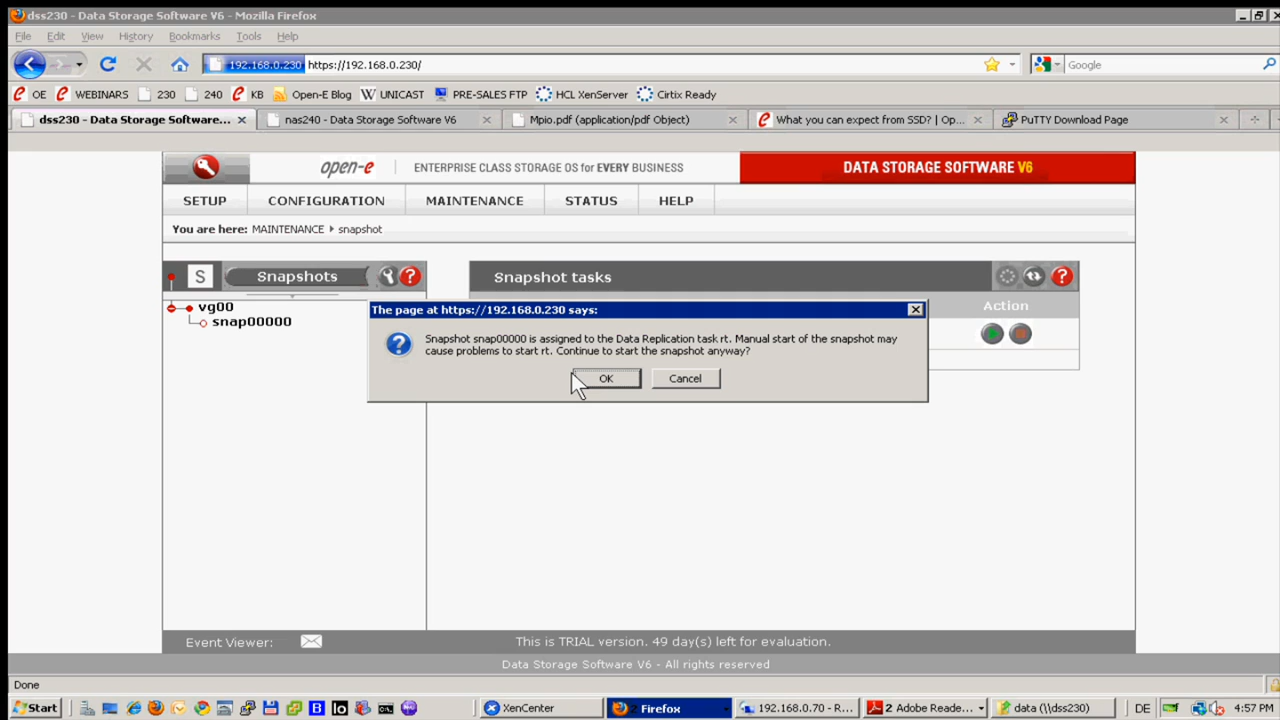 dss230 - Data Storage Software V6 - Mozilla Firefox
File Edit View History Bookmarks Tools Help
192.168.0.230 https://192.168.0.230/ Google
OE WEBINARS 230 240 KB Open-E Blog UNICAST PRE-SALES FTP HCL XenServer Cirtix Ready
dss230 - Data Storage Software... nas240 - Data Storage Software V6 Mpio.pdf (application/pdf Object) What you can expect from SSD? | Op... PuTTY Download Page
open-e ENTERPRISE CLASS STORAGE OS for EVERY BUSINESS DATA STORAGE SOFTWARE V6
SETUP CONFIGURATION MAINTENANCE STATUS HELP
You are here: MAINTENANCE snapshot
S Snapshots ? Snapshot tasks ?
vg00 Action
snap00000
The page at https://192.168.0.230 says:
Snapshot snap00000 is assigned to the Data Replication task rt. Manual start of the snapshot may
cause problems to start rt. Continue to start the snapshot anyway?
OK Cancel
Event Viewer: This is TRIAL version. 49 day(s) left for evaluation.
Data Storage Software V6 - All rights reserved
Done
Start XenCenter 2 Firefox 192.168.0.70 - R... 2 Adobe Reade... data (\\dss230) DE 4:57 PM